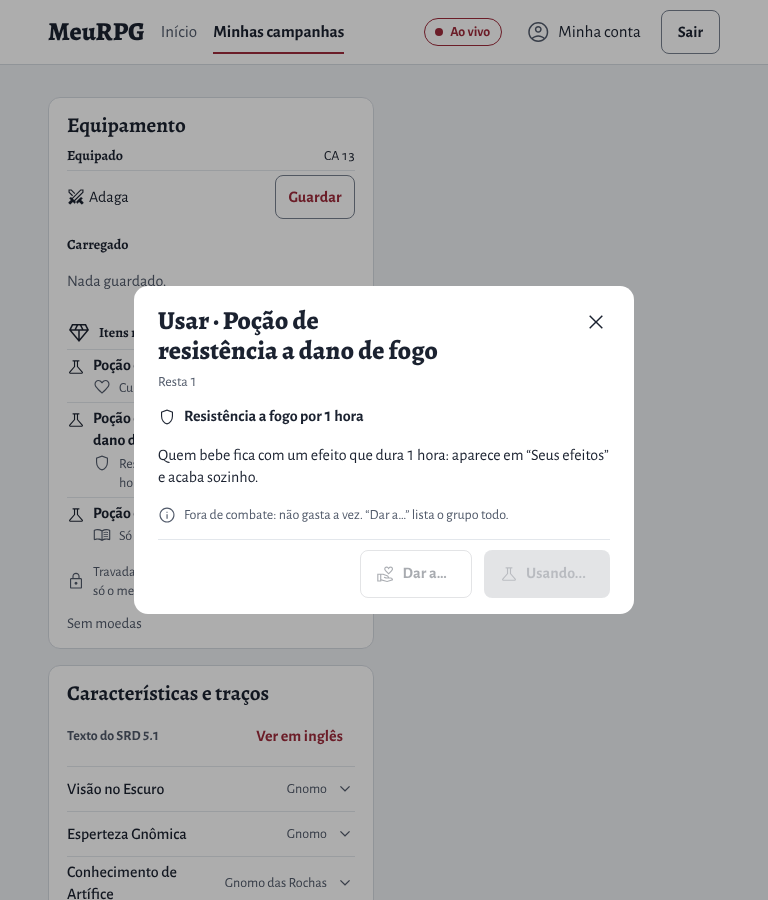 MeuRPG
Início
Minhas campanhas
Ao vivo
Minha conta
Sair
Equipamento
Equipado
CA 13
Adaga
Guardar
Carregado
Nada guardado.
Itens
Poção
Poção
dano d
ho
Poção
Só
Travada
só o me
Sem moedas
Usar · Poção de
resistência a dano de fogo
Resta 1
Resistência a fogo por 1 hora
Quem bebe fica com um efeito que dura 1 hora: aparece em “Seus efeitos”
e acaba sozinho.
Fora de combate: não gasta a vez. “Dar a...” lista o grupo todo.
Dar a...
Usando...
Características e traços
Texto do SRD 5.1
Ver em inglês
Visão no Escuro
Gnomo
Esperteza Gnômica
Gnomo
Conhecimento de
Artífice
Gnomo das Rochas